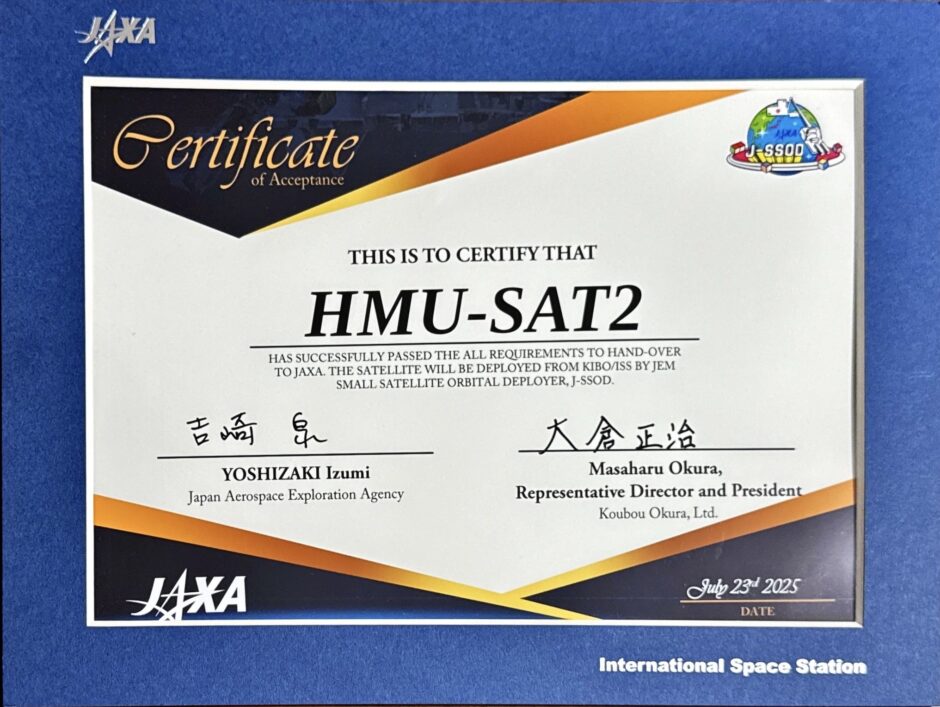 JAXA
Certificate
of Acceptance
JAXA
J-SSOD
THIS IS TO CERTIFY THAT
HMU-SAT2
HAS SUCCESSFULLY PASSED THE ALL REQUIREMENTS TO HAND-OVER
TO JAXA. THE SATELLITE WILL BE DEPLOYED FROM KIBO/ISS BY JEM
SMALL SATELLITE ORBITAL DEPLOYER, J-SSOD.
吉崎 泉
YOSHIZAKI Izumi
Japan Aerospace Exploration Agency
大倉正治
Masaharu Okura,
Representative Director and President
Koubou Okura, Ltd.
JAXA
July 23rd 2025
DATE
International Space Station